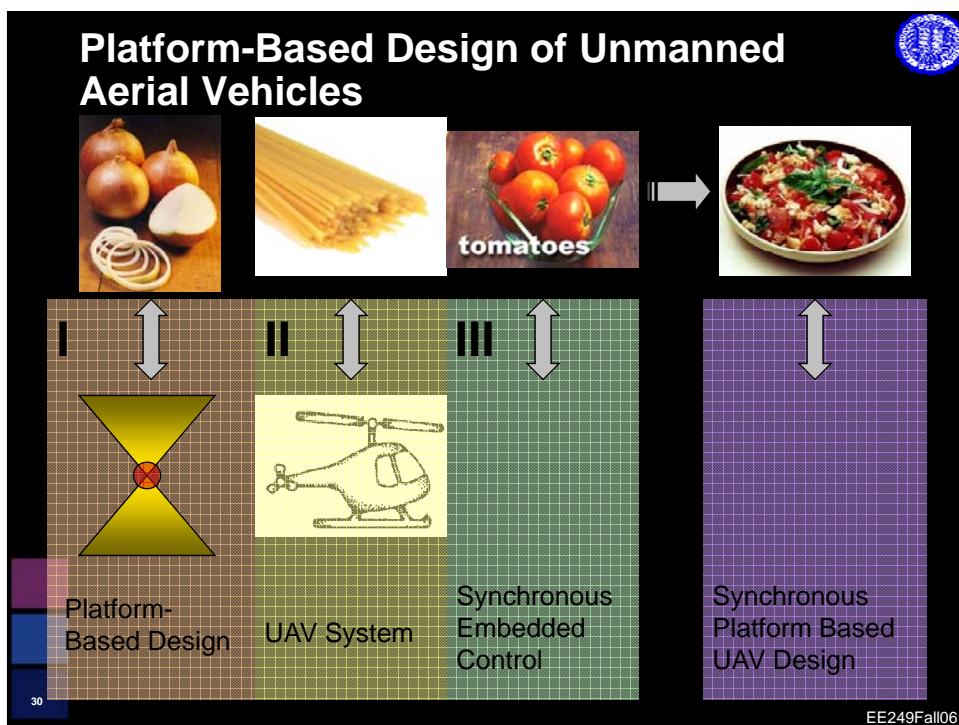 Platform-Based Design of Unmanned
Aerial Vehicles
tomatoes
I
II
III
Platform-
Based Design
UAV System
Synchronous
Embedded
Control
Synchronous
Platform Based
UAV Design
30
EE249Fall06